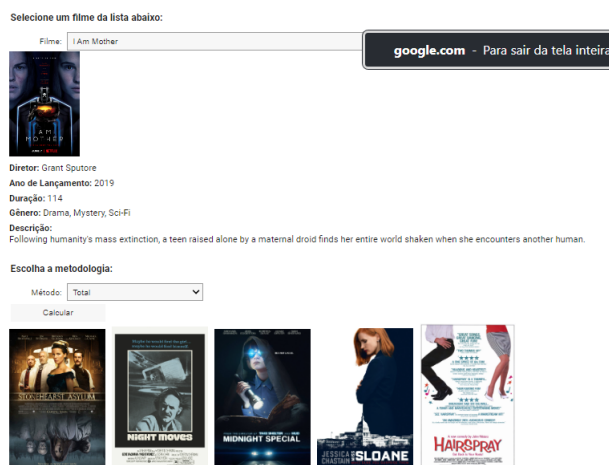 Selecione um filme da lista abaixo:
Filme: I Am Mother
google.com - Para sair da tela inteira
I AM
MOTHER
Diretor: Grant Sputore
Ano de Lançamento: 2019
Duração: 114
Gênero: Drama, Mystery, Sci-Fi
Descrição:
Following humanity's mass extinction, a teen raised alone by a maternal droid finds her entire world shaken when she encounters another human.
Escolha a metodologia:
Método: Total
Calcular
STONEHEARST ASYLUM
NIGHT MOVES
MIDNIGHT SPECIAL
JESSICA CHASTAIN IS SLOANE
HAIRSPRAY